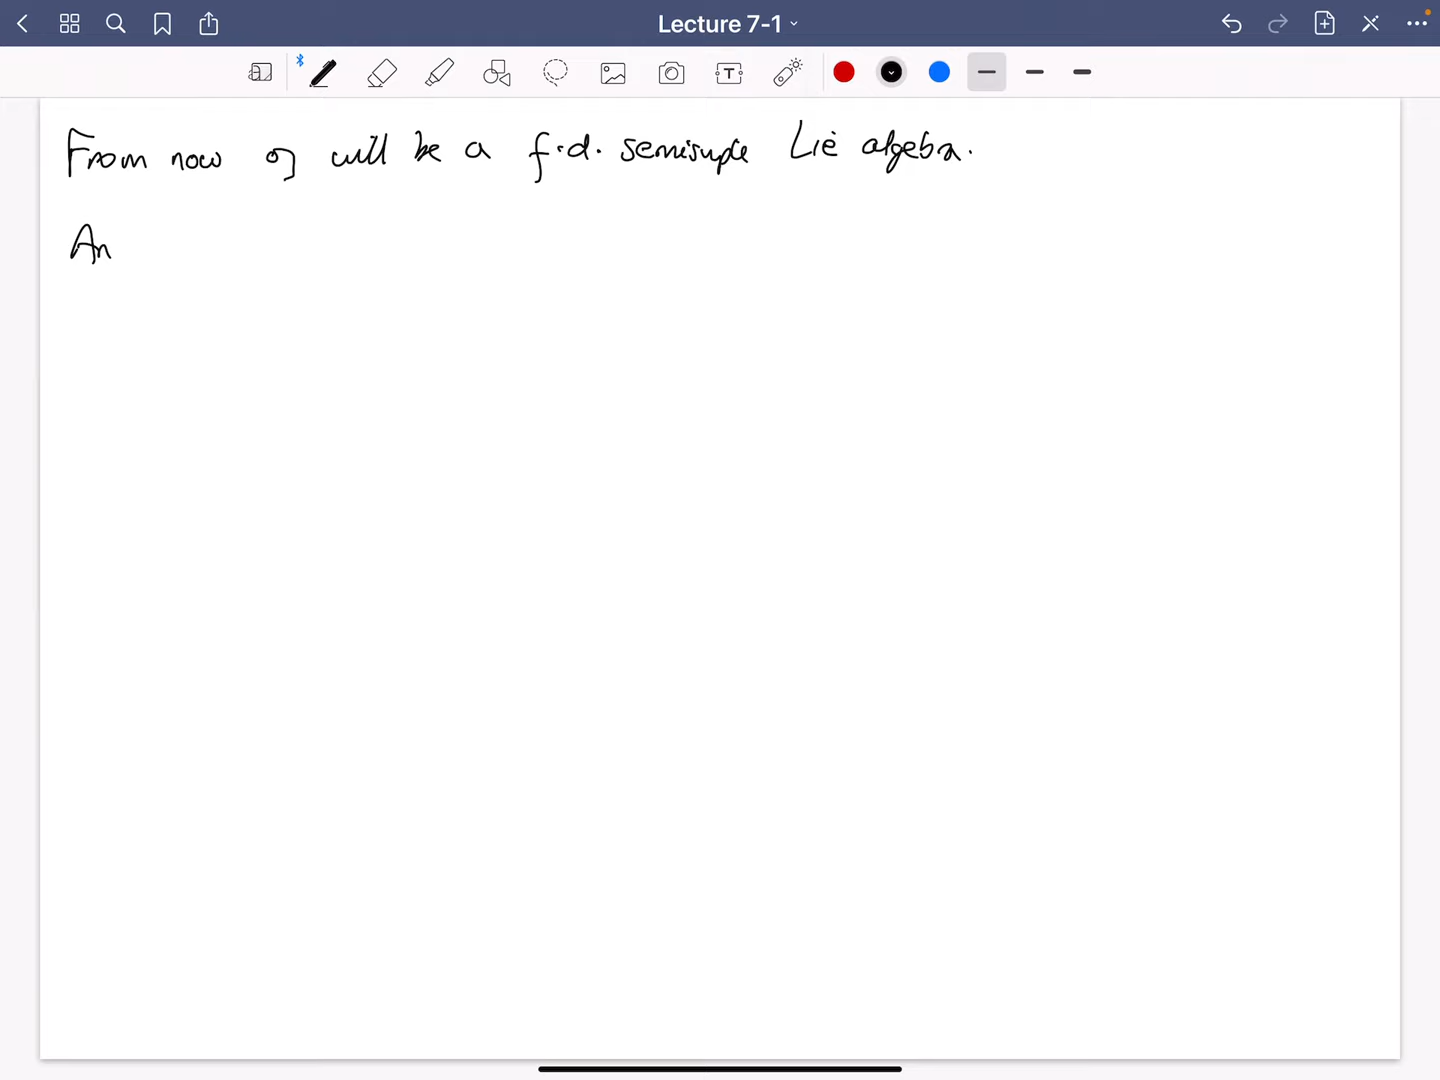 Lecture 7-1
From now 𝔤 will be a f.d. semisimple Lie algebra.
An